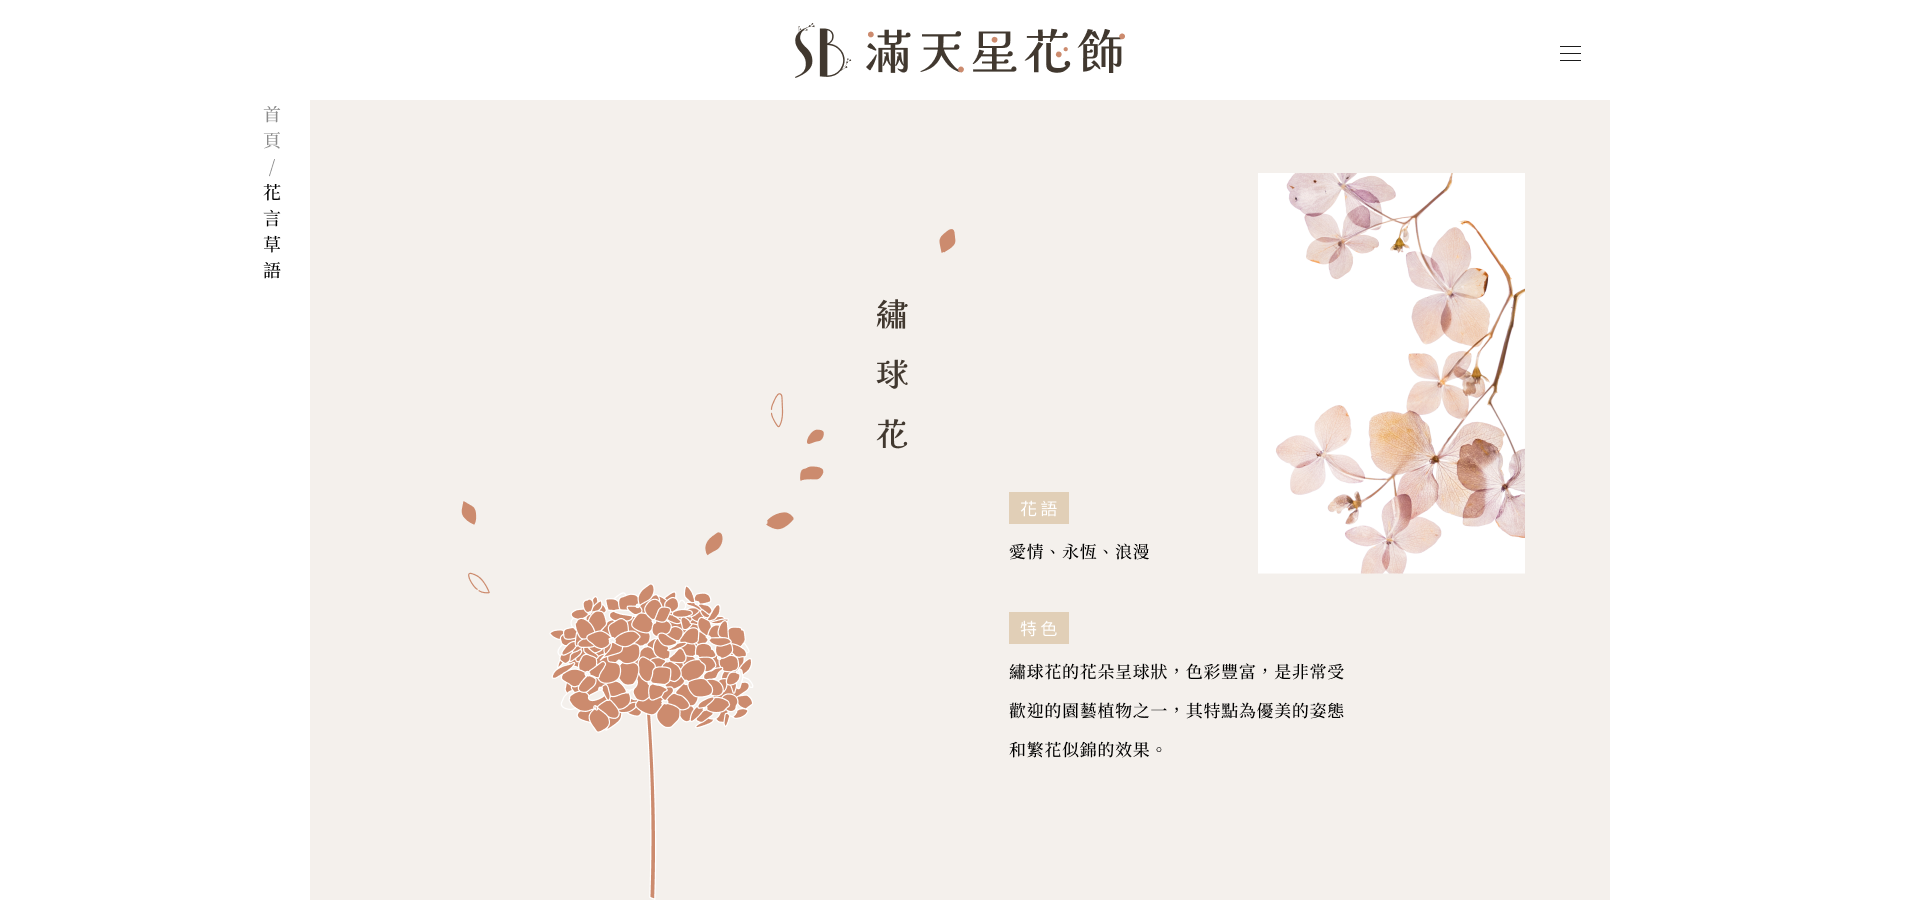 SB 滿天星花飾
首頁/花言草語
繡球花
花語
愛情、永恆、浪漫
特色
繡球花的花朵呈球狀，色彩豐富，是非常受
歡迎的園藝植物之一，其特點為優美的姿態
和繁花似錦的效果。